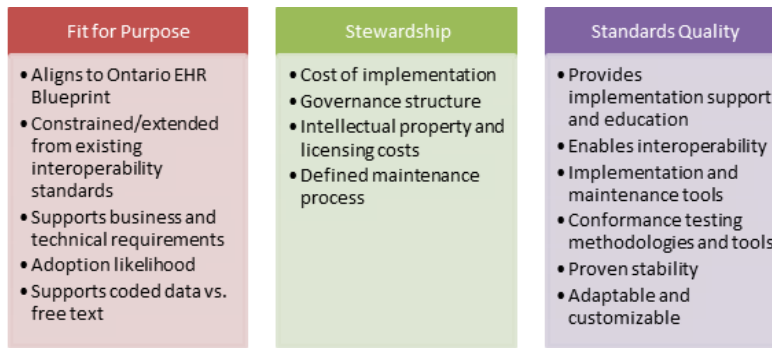 Fit for Purpose
• Aligns to Ontario EHR
Blueprint
• Constrained/extended
from existing
interoperability
standards
• Supports business and
technical requirements
• Adoption likelihood
• Supports coded data vs.
free text
Stewardship
• Cost of implementation
• Governance structure
• Intellectual property and
licensing costs
• Defined maintenance
process
Standards Quality
• Provides
implementation support
and education
• Enables interoperability
• Implementation and
maintenance tools
• Conformance testing
methodologies and tools
• Proven stability
• Adaptable and
customizable